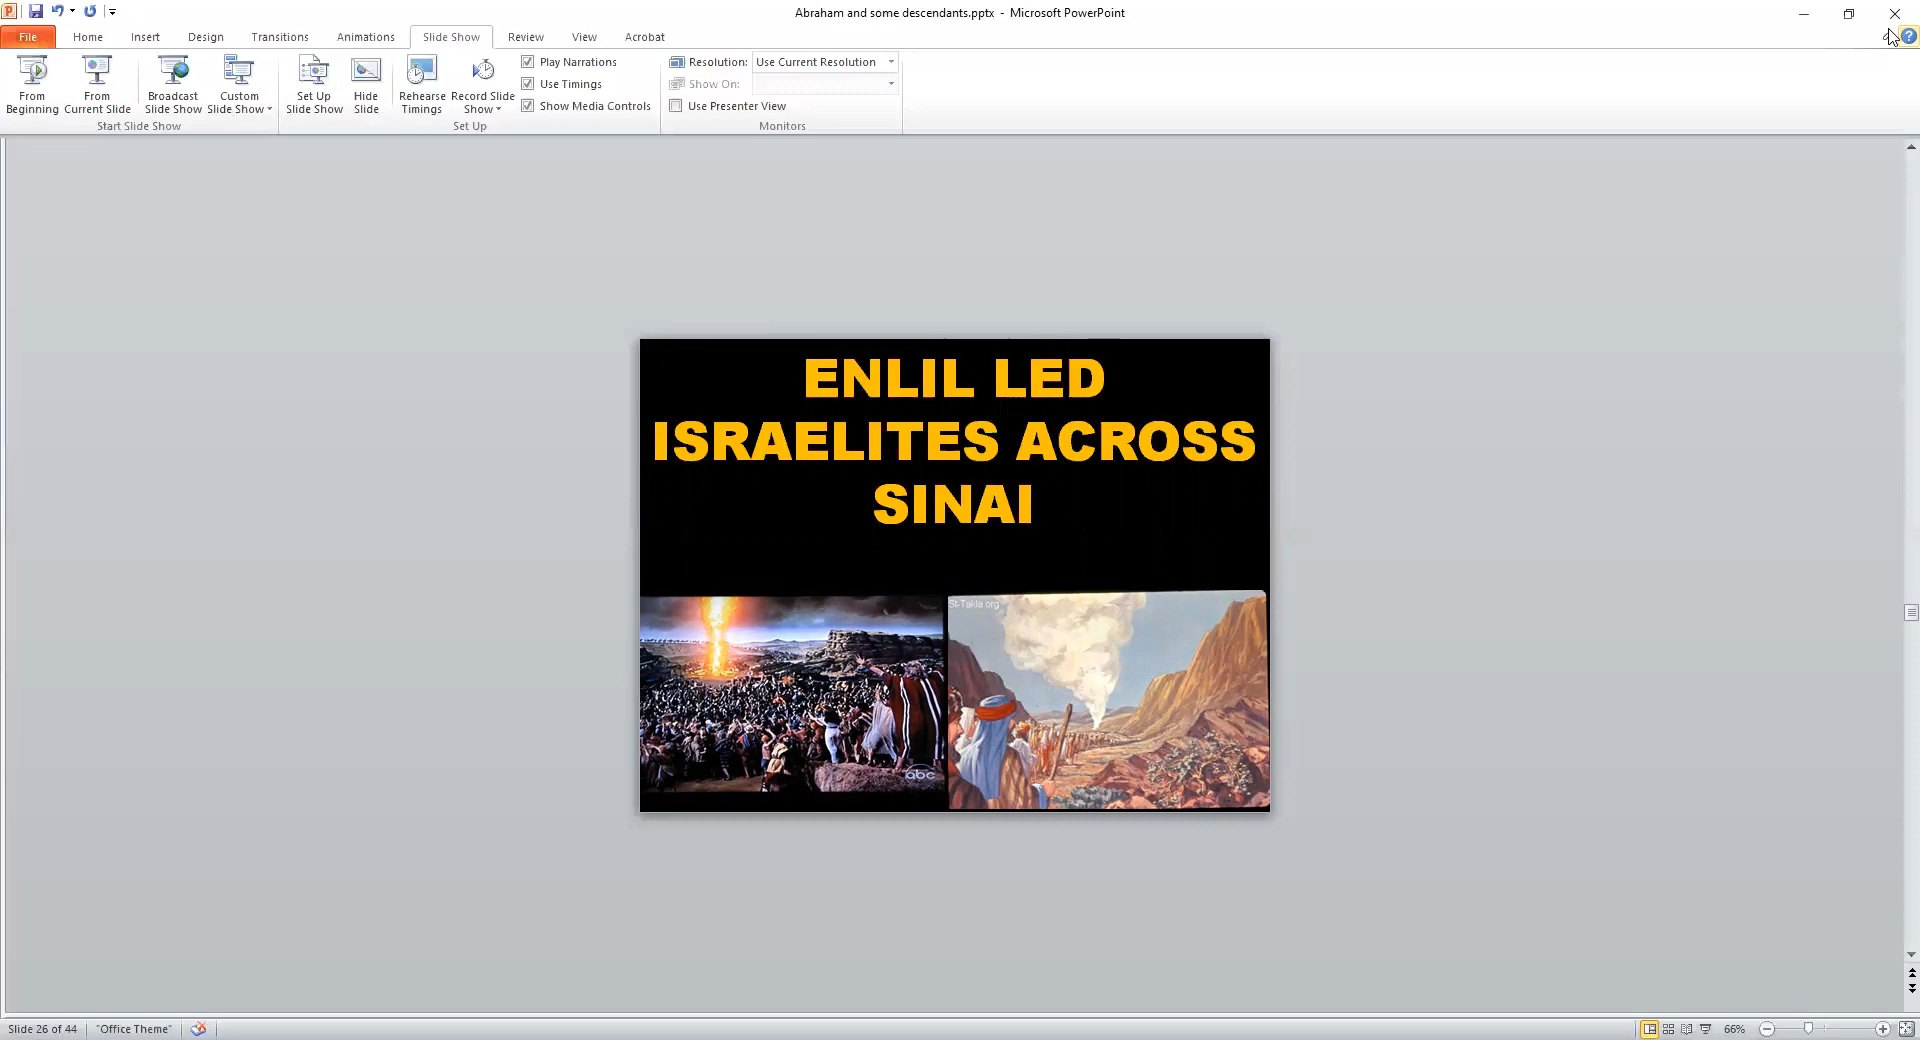 Abraham and some descendants.pptx - Microsoft PowerPoint
File Home Insert Design Transitions Animations Slide Show Review View Acrobat
From Beginning
From Current Slide
Broadcast Slide Show
Custom Slide Show
Start Slide Show
Set Up Slide Show
Hide Slide
Rehearse Timings
Record Slide Show
Play Narrations
Use Timings
Show Media Controls
Set Up
Resolution: Use Current Resolution
Show On:
Use Presenter View
Monitors
ENLIL LED
ISRAELITES ACROSS
SINAI
St-Takla.org
abc
Slide 26 of 44 "Office Theme" 66%